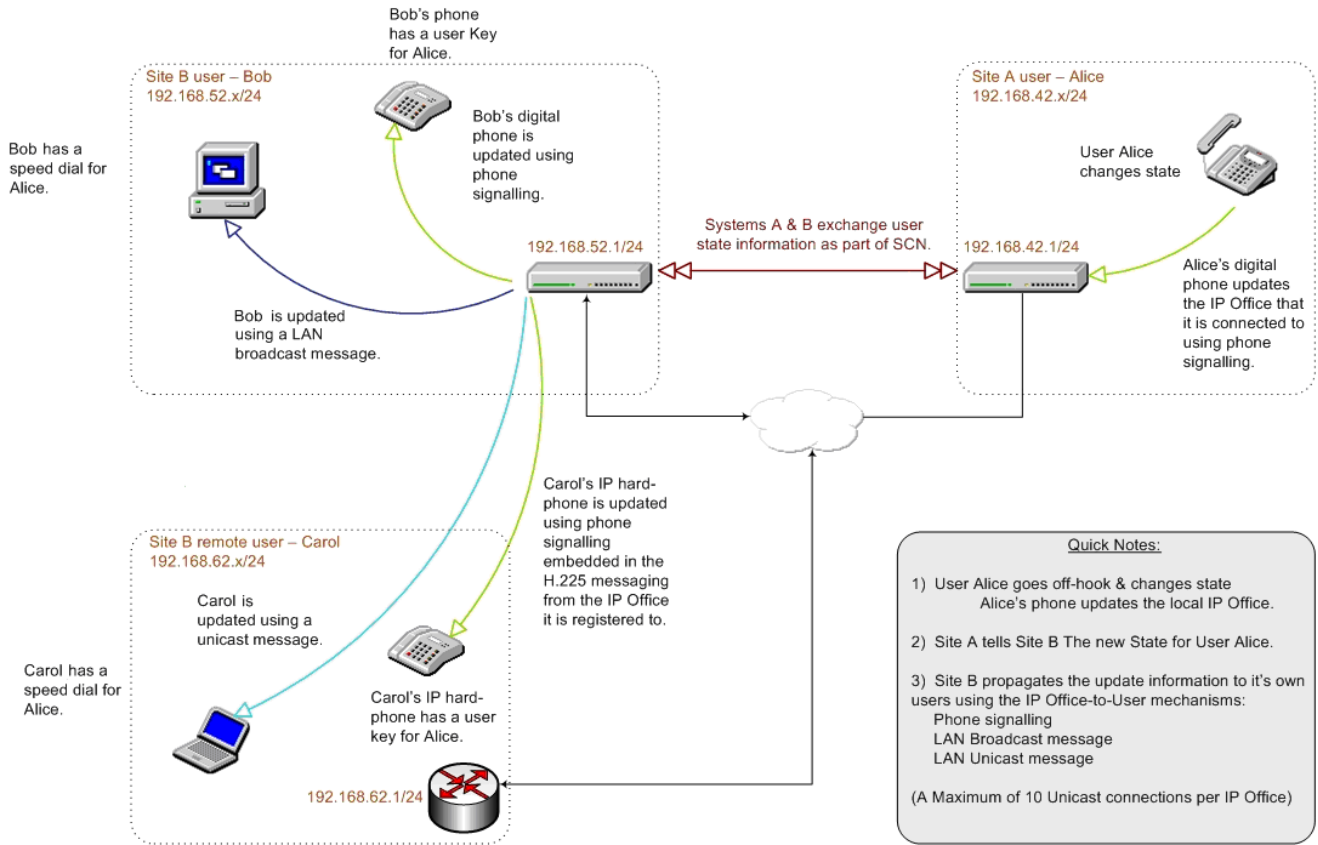 Bob's phone
has a user Key
for Alice.
Site B user – Bob
192.168.52.x/24
Bob's digital
phone is
updated using
phone
signalling.
Bob has a
speed dial for
Alice.
192.168.52.1/24
Bob  is updated
using a LAN
broadcast message.
Systems A & B exchange user
state information as part of SCN.
Site A user – Alice
192.168.42.x/24
User Alice
changes state
192.168.42.1/24
Alice's digital
phone updates
the IP Office that
it is connected to
using phone
signalling.
Carol's IP hard-
phone is updated
using phone
signalling
embedded in the
H.225 messaging
from the IP Office
it is registered to.
Site B remote user – Carol
192.168.62.x/24
Carol is
updated using a
unicast message.
Carol has a
speed dial for
Alice.
Carol's IP hard-
phone has a user
key for Alice.
192.168.62.1/24
Quick Notes:
1)  User Alice goes off-hook & changes state
Alice's phone updates the local IP Office.
2)  Site A tells Site B The new State for User Alice.
3)  Site B propagates the update information to it's own
users using the IP Office-to-User mechanisms:
Phone signalling
LAN Broadcast message
LAN Unicast message
(A Maximum of 10 Unicast connections per IP Office)